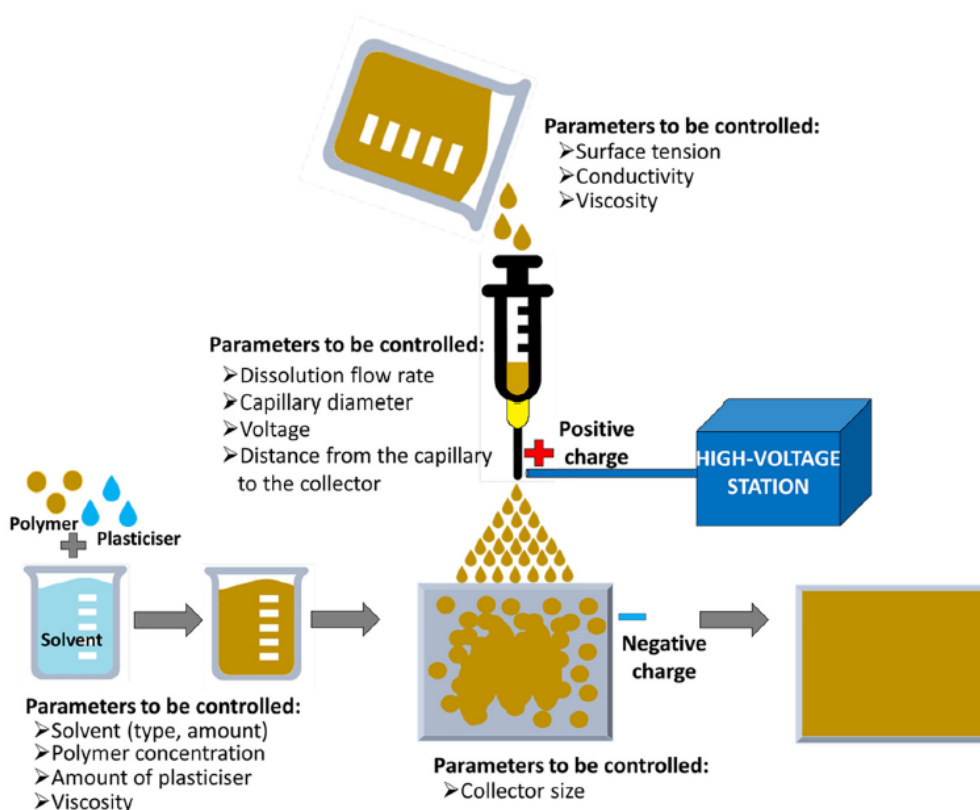 Parameters to be controlled:
➢Surface tension
➢Conductivity
➢Viscosity
Parameters to be controlled:
➢Dissolution flow rate
➢Capillary diameter
➢Voltage
➢Distance from the capillary
to the collector
Positive
charge
HIGH-VOLTAGE
STATION
Polymer
Plasticiser
Solvent
Negative
charge
Parameters to be controlled:
➢Solvent (type, amount)
➢Polymer concentration
➢Amount of plasticiser
➢Viscosity
Parameters to be controlled:
➢Collector size